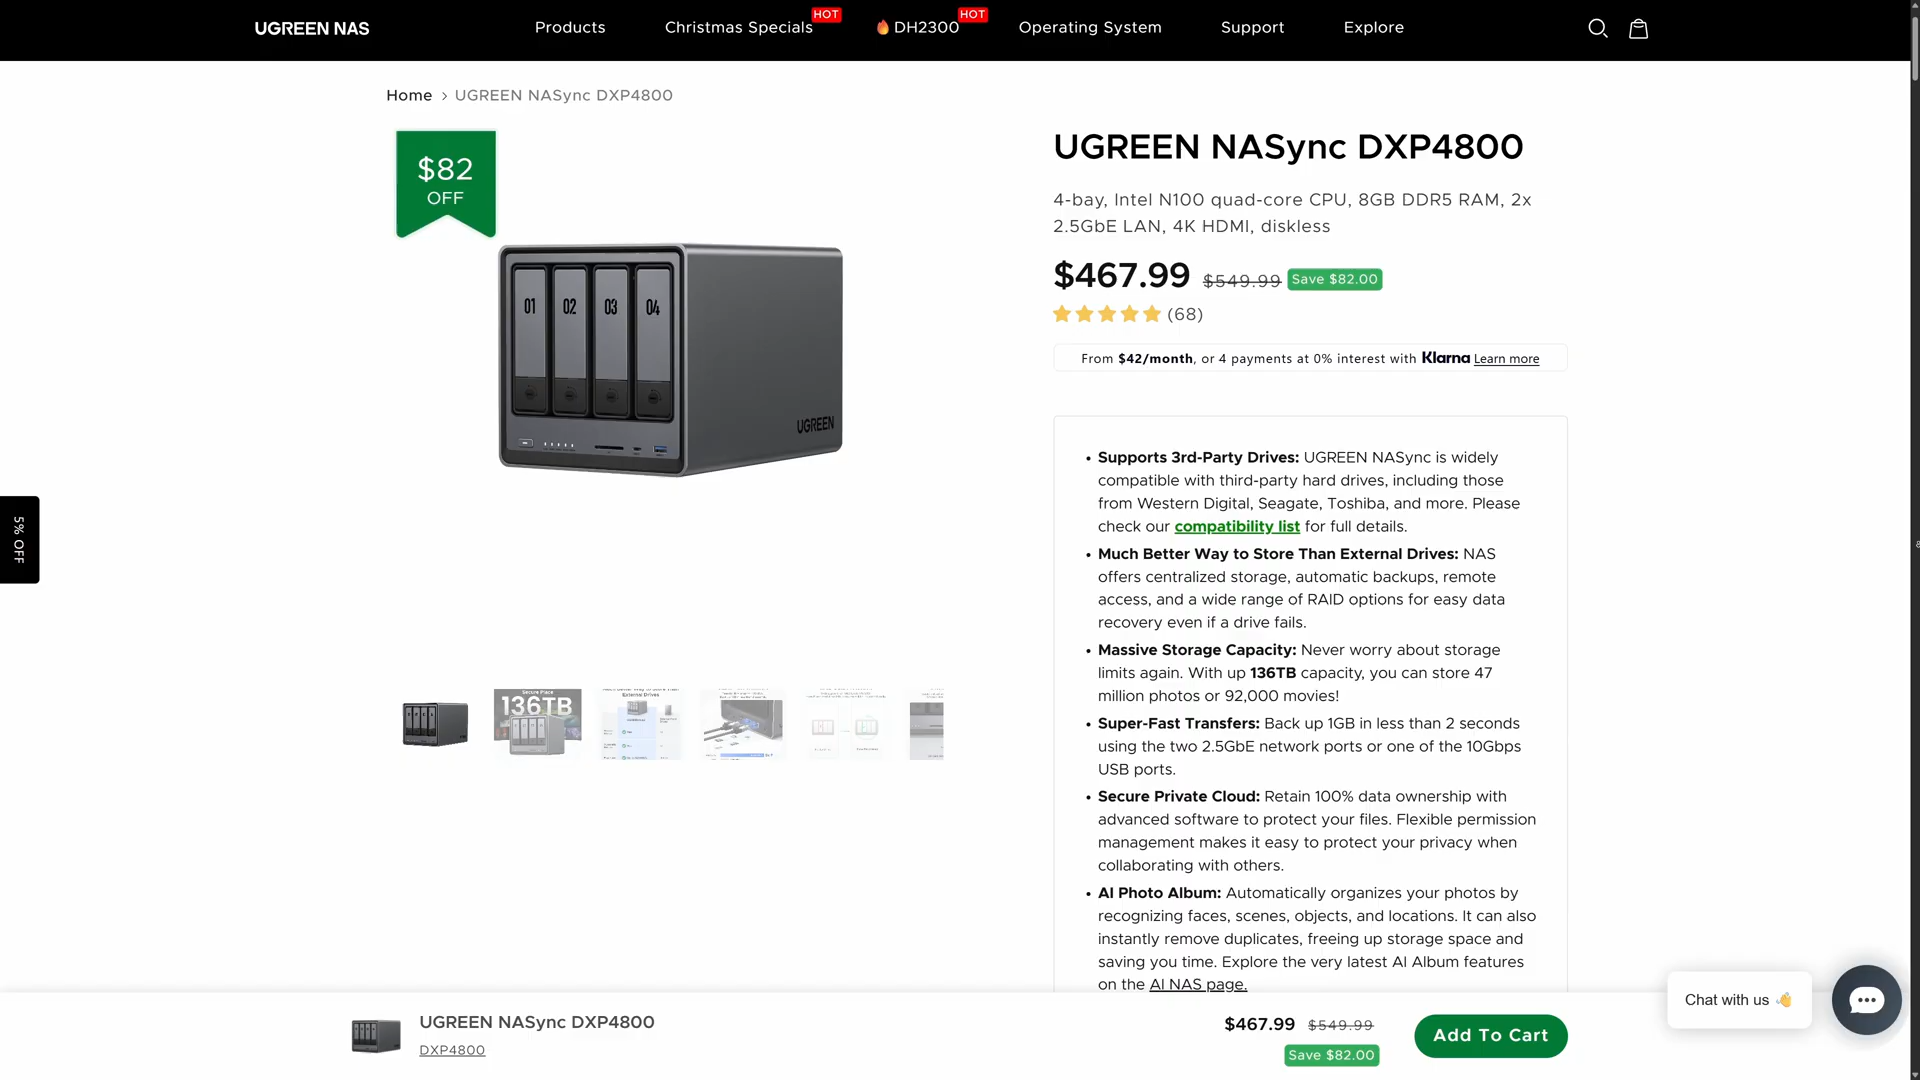 UGREEN NAS
Products
Christmas Specials
HOT
DH2300
HOT
Operating System
Support
Explore
Home > UGREEN NASync DXP4800
$82
OFF
01 02 03 04
UGREEN
5% OFF
Secure Place
136TB
External Drives
UGREEN NASync DXP4800
4-bay, Intel N100 quad-core CPU, 8GB DDR5 RAM, 2x
2.5GbE LAN, 4K HDMI, diskless
$467.99 $549.99 Save $82.00
(68)
From $42/month, or 4 payments at 0% interest with Klarna Learn more
• Supports 3rd-Party Drives: UGREEN NASync is widely
compatible with third-party hard drives, including those
from Western Digital, Seagate, Toshiba, and more. Please
check our compatibility list for full details.
• Much Better Way to Store Than External Drives: NAS
offers centralized storage, automatic backups, remote
access, and a wide range of RAID options for easy data
recovery even if a drive fails.
• Massive Storage Capacity: Never worry about storage
limits again. With up 136TB capacity, you can store 47
million photos or 92,000 movies!
• Super-Fast Transfers: Back up 1GB in less than 2 seconds
using the two 2.5GbE network ports or one of the 10Gbps
USB ports.
• Secure Private Cloud: Retain 100% data ownership with
advanced software to protect your files. Flexible permission
management makes it easy to protect your privacy when
collaborating with others.
• AI Photo Album: Automatically organizes your photos by
recognizing faces, scenes, objects, and locations. It can also
instantly remove duplicates, freeing up storage space and
saving you time. Explore the very latest AI Album features
on the AI NAS page.
Chat with us
UGREEN NASync DXP4800
DXP4800
$467.99 $549.99
Save $82.00
Add To Cart